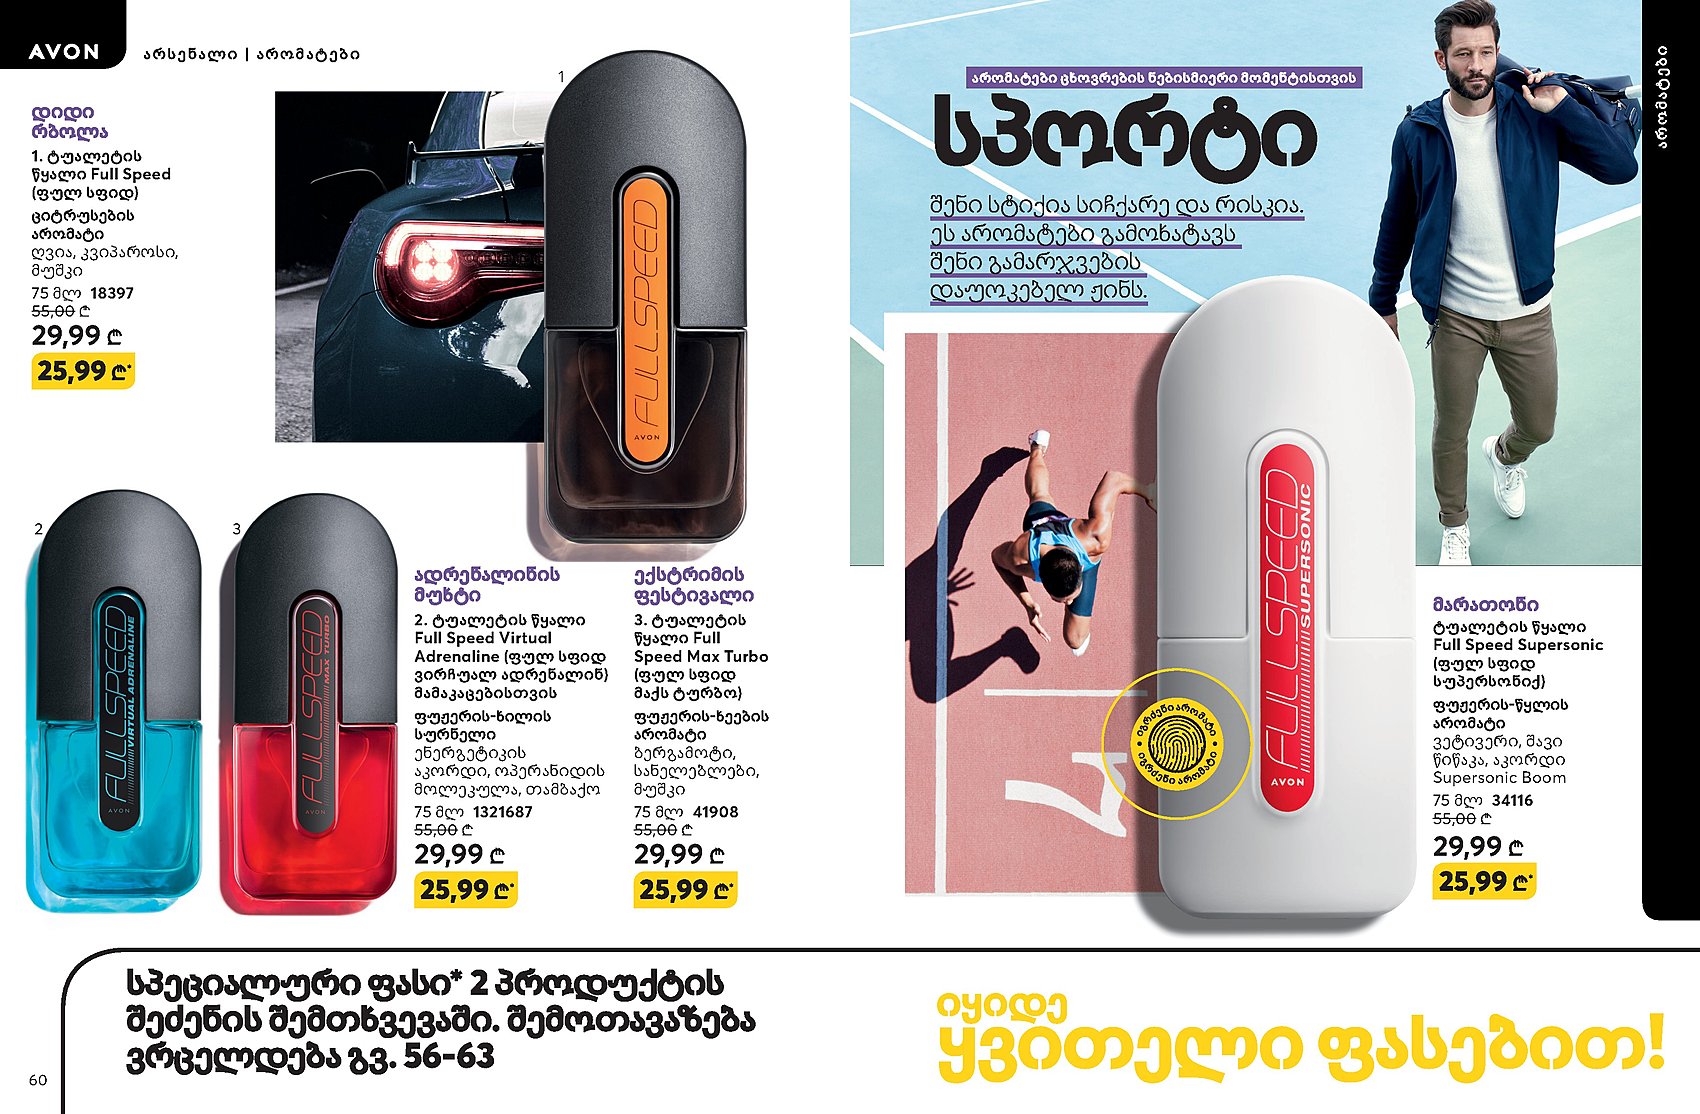 AVON
არსენალი | არომატები
1
დიდი
რბოლა
1. ტუალეტის
წყალი Full Speed
(ფულ სფიდ)
ციტრუსების
არომატი
ღვია, კვიპაროსი,
მუშკი
75 მლ 18397
55,00 ₾
29,99 ₾
25,99 ₾*
FULL SPEED
AVON
2
FULL SPEED
VIRTUAL ADRENALINE
AVON
3
FULL SPEED
MAX TURBO
AVON
ადრენალინის
მუხტი
2. ტუალეტის წყალი
Full Speed Virtual
Adrenaline (ფულ სფიდ
ვირჩუალ ადრენალინ)
მამაკაცებისთვის
ფუჟერის-ხილის
სურნელი
ენერგეტიკის
აკორდი, ოპერანიდის
მოლეკულა, თამბაქო
75 მლ 1321687
55,00 ₾
29,99 ₾
25,99 ₾*
ექსტრიმის
ფესტივალი
3. ტუალეტის
წყალი Full
Speed Max Turbo
(ფულ სფიდ
მაქს ტურბო)
ფუჟერის-ხეების
არომატი
ბერგამოტი,
სანელებლები,
მუშკი
75 მლ 41908
55,00 ₾
29,99 ₾
25,99 ₾*
სპეციალური ფასი* 2 პროდუქტის
შეძენის შემთხვევაში. შემოთავაზება
ვრცელდება გვ. 56-63
60
არომატები ცხოვრების ნებისმიერი მომენტისთვის
სპორტი
შენი სტიქია სიჩქარე და რისკია.
ეს არომატები გამოხატავს
შენი გამარჯვების
დაუოკებელ ჟინს.
არომატები
4
FULL SPEED
SUPERSONIC
AVON
იგრძენი არომატი • იგრძენი არომატი •
მარათონი
ტუალეტის წყალი
Full Speed Supersonic
(ფულ სფიდ
სუპერსონიქ)
ფუჟერის-წყლის
არომატი
ვეტივერი, შავი
წიწაკა, აკორდი
Supersonic Boom
75 მლ 34116
55,00 ₾
29,99 ₾
25,99 ₾*
იყიდე
ყვითელი ფასებით!